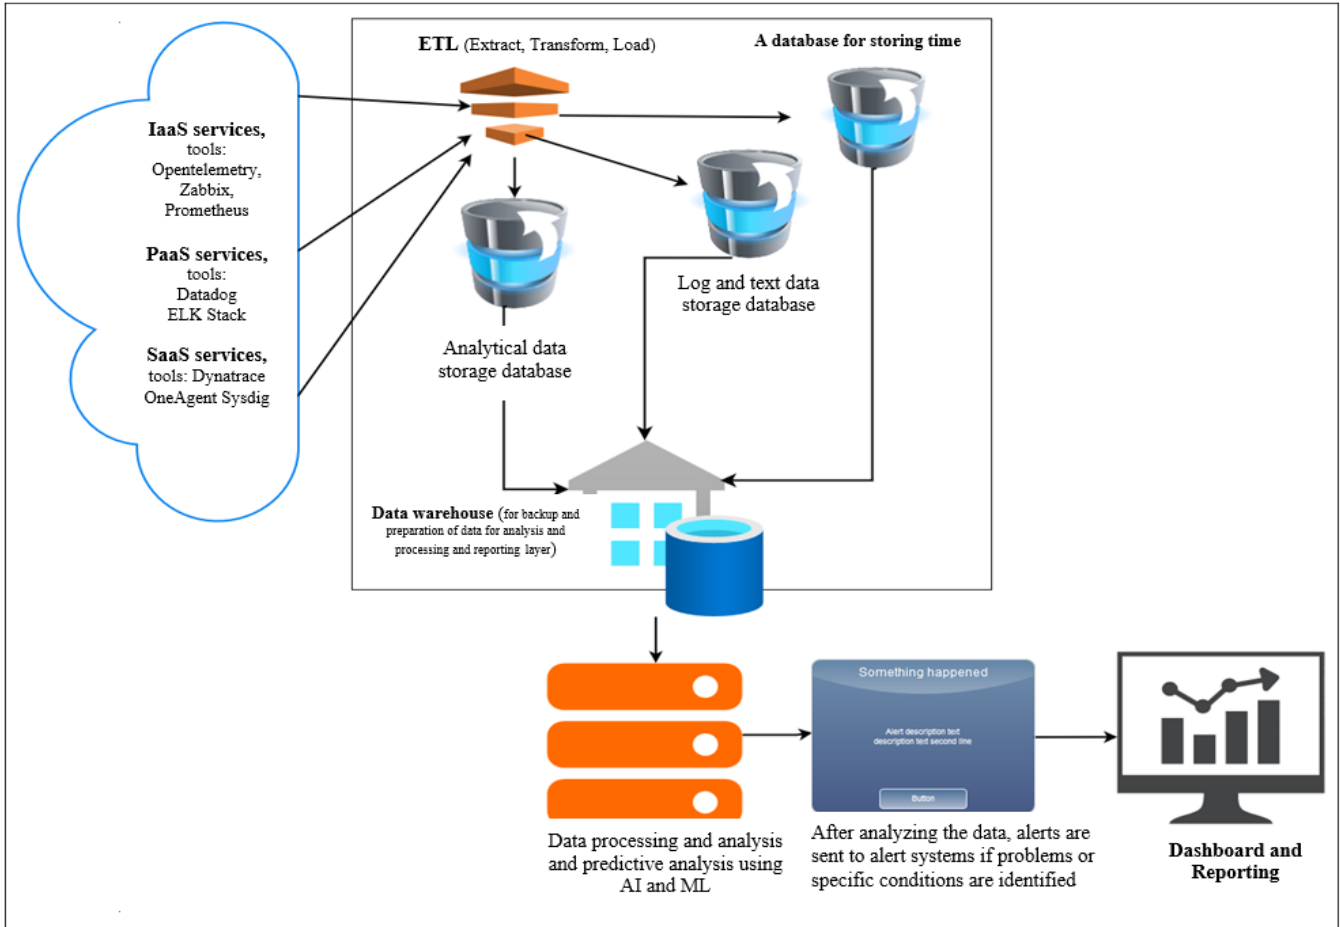 ETL (Extract, Transform, Load)
A database for storing time
IaaS services,
tools:
Opentelemetry,
Zabbix,
Prometheus
PaaS services,
tools:
Datadog
ELK Stack
SaaS services,
tools: Dynatrace
OneAgent Sysdig
Log and text data
storage database
Analytical data
storage database
Data warehouse (for backup and
preparation of data for analysis and
processing and reporting layer)
Something happened
Alert description text
description text second line
Button
Data processing and analysis
and predictive analysis using
AI and ML
After analyzing the data, alerts are
sent to alert systems if problems or
specific conditions are identified
Dashboard and
Reporting